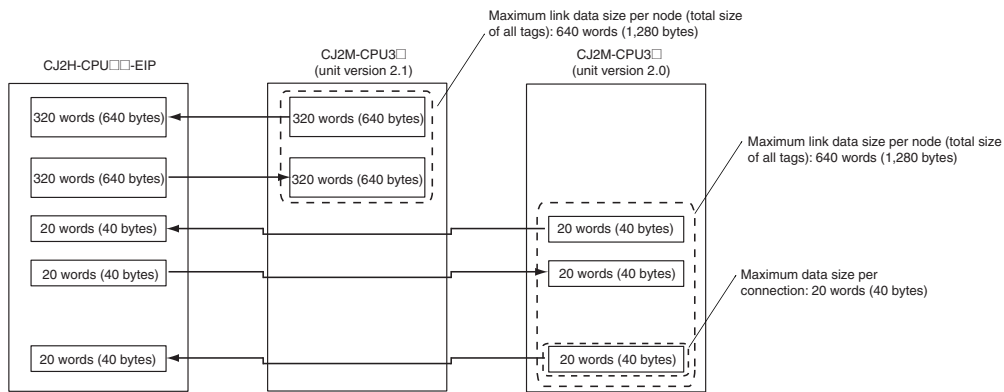 Maximum link data size per node (total size
of all tags): 640 words (1,280 bytes)
CJ2H-CPU□□-EIP
CJ2M-CPU3□
(unit version 2.1)
CJ2M-CPU3□
(unit version 2.0)
320 words (640 bytes)
320 words (640 bytes)
Maximum link data size per node (total size
of all tags): 640 words (1,280 bytes)
320 words (640 bytes)
320 words (640 bytes)
20 words (40 bytes)
20 words (40 bytes)
20 words (40 bytes)
20 words (40 bytes)
Maximum data size per
connection: 20 words (40 bytes)
20 words (40 bytes)
20 words (40 bytes)